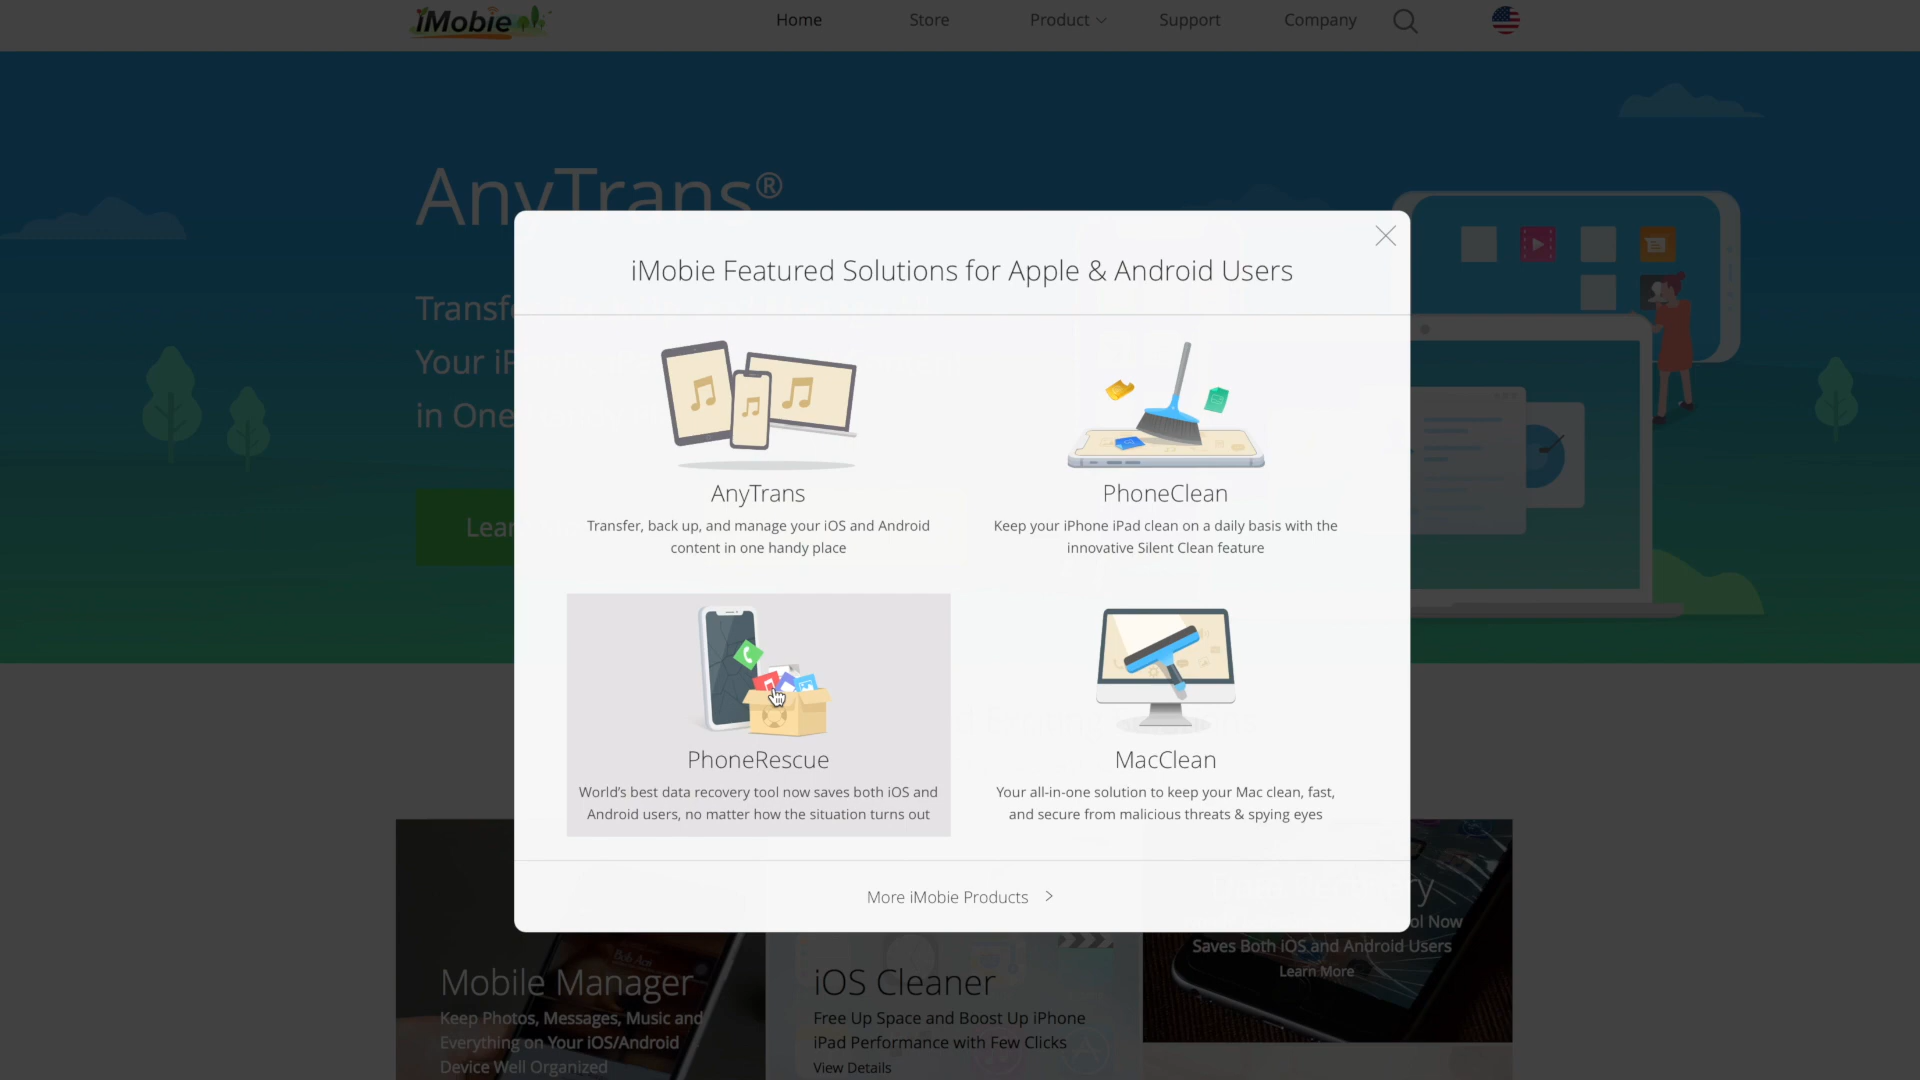 iMobie
Home
Store
Product
Support
Company
AnyTrans®
iMobie Featured Solutions for Apple & Android Users
Your
in One
AnyTrans
Transfer, back up, and manage your iOS and Android
content in one handy place
PhoneClean
Keep your iPhone iPad clean on a daily basis with the
innovative Silent Clean feature
PhoneRescue
World's best data recovery tool now saves both iOS and
Android users, no matter how the situation turns out
MacClean
Your all-in-one solution to keep your Mac clean, fast,
and secure from malicious threats & spying eyes
More iMobie Products
Mobile Manager
Keep Photos, Messages, Music and
Everything on Your iOS/Android
Device Well Organized
iOS Cleaner
Free Up Space and Boost Up iPhone
iPad Performance with Few Clicks
View Details
Now
Saves Both iOS and Android Users
Learn More